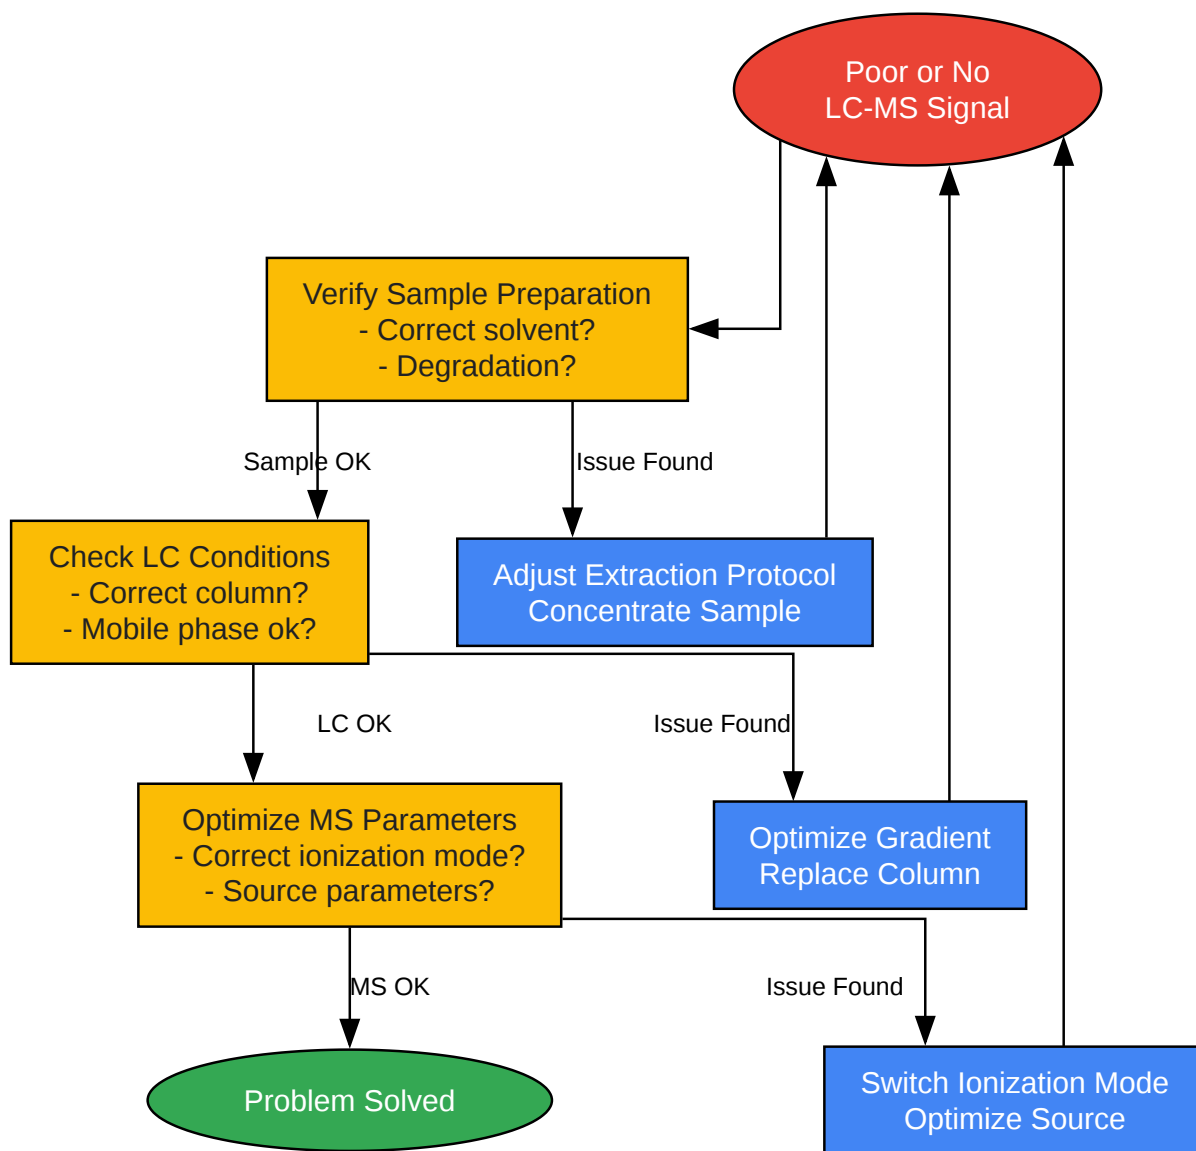 Poor or No
LC-MS Signal
Verify Sample Preparation
- Correct solvent?
- Degradation?
Sample OK
Issue Found
Check LC Conditions
- Correct column?
- Mobile phase ok?
Adjust Extraction Protocol
Concentrate Sample
LC OK
Issue Found
Optimize MS Parameters
- Correct ionization mode?
- Source parameters?
Optimize Gradient
Replace Column
MS OK
Issue Found
Problem Solved
Switch Ionization Mode
Optimize Source